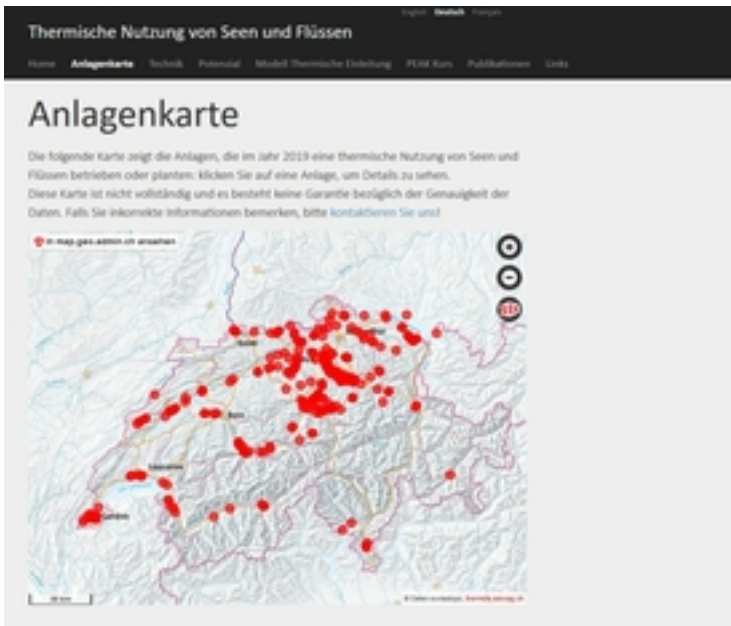 English Deutsch Français
Thermische Nutzung von Seen und Flüssen
Home Anlagenkarte Technik Potenzial Modell Thermische Einleitung PEAK Kurs Publikationen Links
Anlagenkarte
Die folgende Karte zeigt die Anlagen, die im Jahr 2019 eine thermische Nutzung von Seen und
Flüssen betrieben oder planten: klicken Sie auf eine Anlage, um Details zu sehen.
Diese Karte ist nicht vollständig und es besteht keine Garantie bezüglich der Genauigkeit der
Daten. Falls Sie inkorrekte Informationen bemerken, bitte kontaktieren Sie uns!
In map.geo.admin.ch ansehen
Basel
Bern
Lausanne